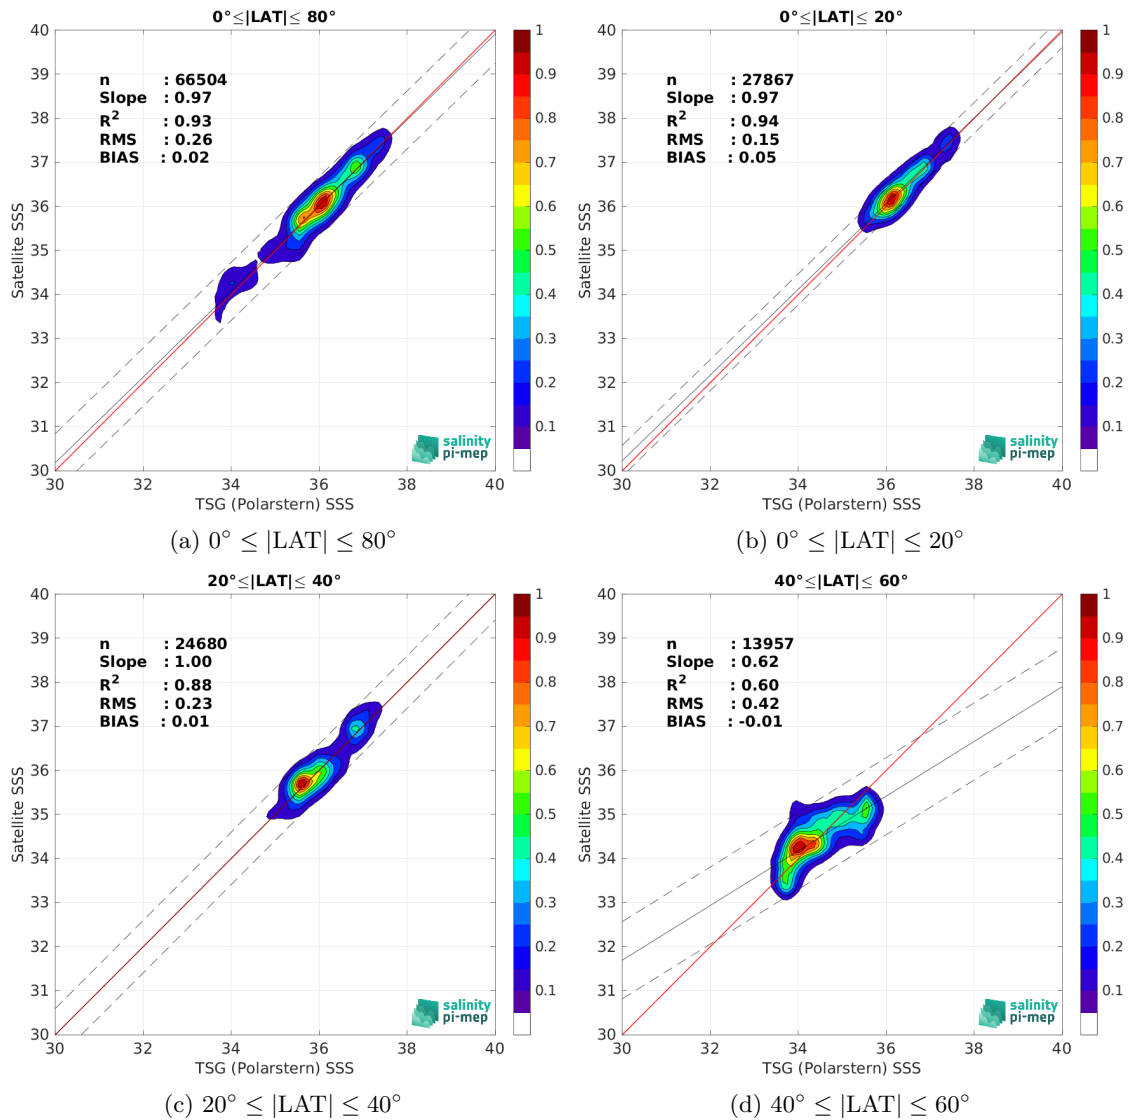 0°≤|LAT|≤ 80°
40
39
38
37
36
35
34
33
32
31
30
Satellite SSS
n : 66504
Slope : 0.97
R² : 0.93
RMS : 0.26
BIAS : 0.02
salinity
pi-mep
30 32 34 36 38 40
TSG (Polarstern) SSS
1
0.9
0.8
0.7
0.6
0.5
0.4
0.3
0.2
0.1
(a) 0° ≤ |LAT| ≤ 80°
0°≤|LAT|≤ 20°
40
39
38
37
36
35
34
33
32
31
30
Satellite SSS
n : 27867
Slope : 0.97
R² : 0.94
RMS : 0.15
BIAS : 0.05
salinity
pi-mep
30 32 34 36 38 40
TSG (Polarstern) SSS
1
0.9
0.8
0.7
0.6
0.5
0.4
0.3
0.2
0.1
(b) 0° ≤ |LAT| ≤ 20°
20°≤|LAT|≤ 40°
40
39
38
37
36
35
34
33
32
31
30
Satellite SSS
n : 24680
Slope : 1.00
R² : 0.88
RMS : 0.23
BIAS : 0.01
salinity
pi-mep
30 32 34 36 38 40
TSG (Polarstern) SSS
1
0.9
0.8
0.7
0.6
0.5
0.4
0.3
0.2
0.1
(c) 20° ≤ |LAT| ≤ 40°
40°≤|LAT|≤ 60°
40
39
38
37
36
35
34
33
32
31
30
Satellite SSS
n : 13957
Slope : 0.62
R² : 0.60
RMS : 0.42
BIAS : -0.01
salinity
pi-mep
30 32 34 36 38 40
TSG (Polarstern) SSS
1
0.9
0.8
0.7
0.6
0.5
0.4
0.3
0.2
0.1
(d) 40° ≤ |LAT| ≤ 60°